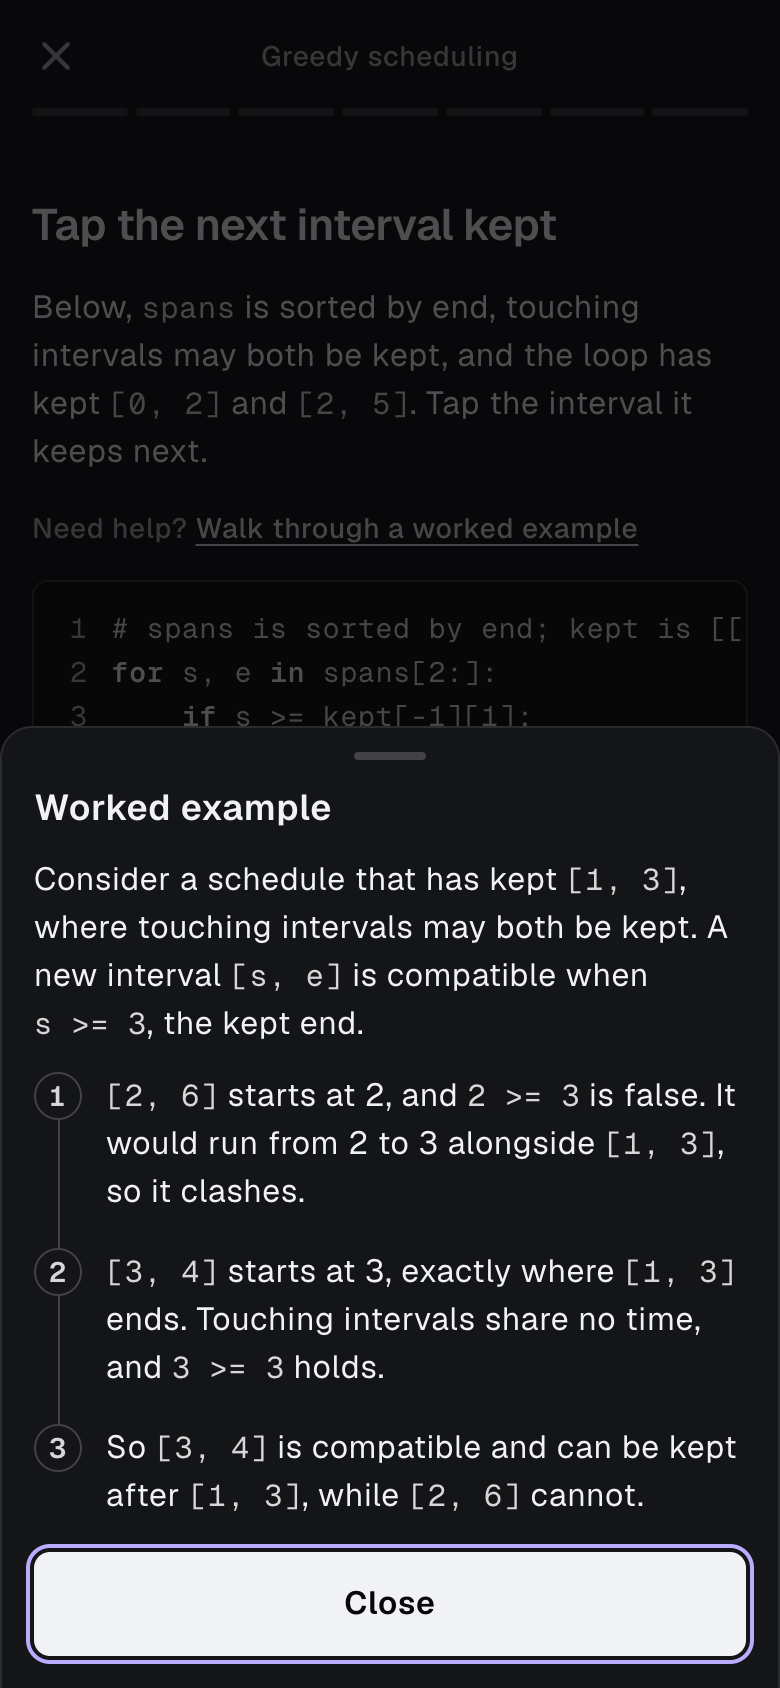 Greedy scheduling
Tap the next interval kept
Below, spans is sorted by end, touching
intervals may both be kept, and the loop has
kept [0, 2] and [2, 5]. Tap the interval it
keeps next.
Need help? Walk through a worked example
1 # spans is sorted by end; kept is [[
2 for s, e in spans[2:]:
3     if s >= kept[-1][1]:
Worked example
Consider a schedule that has kept [1, 3],
where touching intervals may both be kept. A
new interval [s, e] is compatible when
s >= 3, the kept end.
1 [2, 6] starts at 2, and 2 >= 3 is false. It
would run from 2 to 3 alongside [1, 3],
so it clashes.
2 [3, 4] starts at 3, exactly where [1, 3]
ends. Touching intervals share no time,
and 3 >= 3 holds.
3 So [3, 4] is compatible and can be kept
after [1, 3], while [2, 6] cannot.
Close